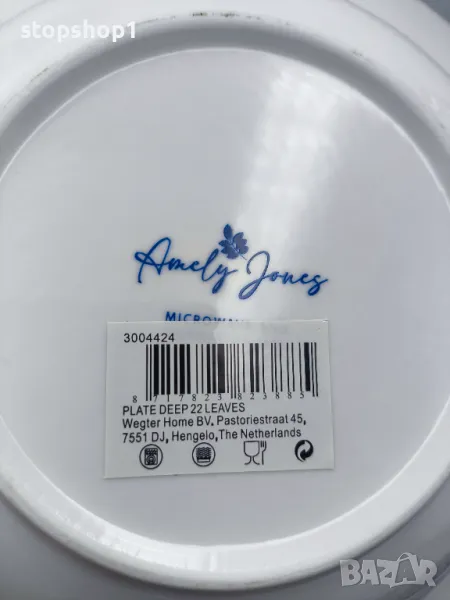 stopshop1
Amely Jones
3004424
8 717823 823885
PLATE DEEP 22 LEAVES
Wegter Home BV, Pastoriestraat 45,
7551 DJ, Hengelo,The Netherlands
BAZAR